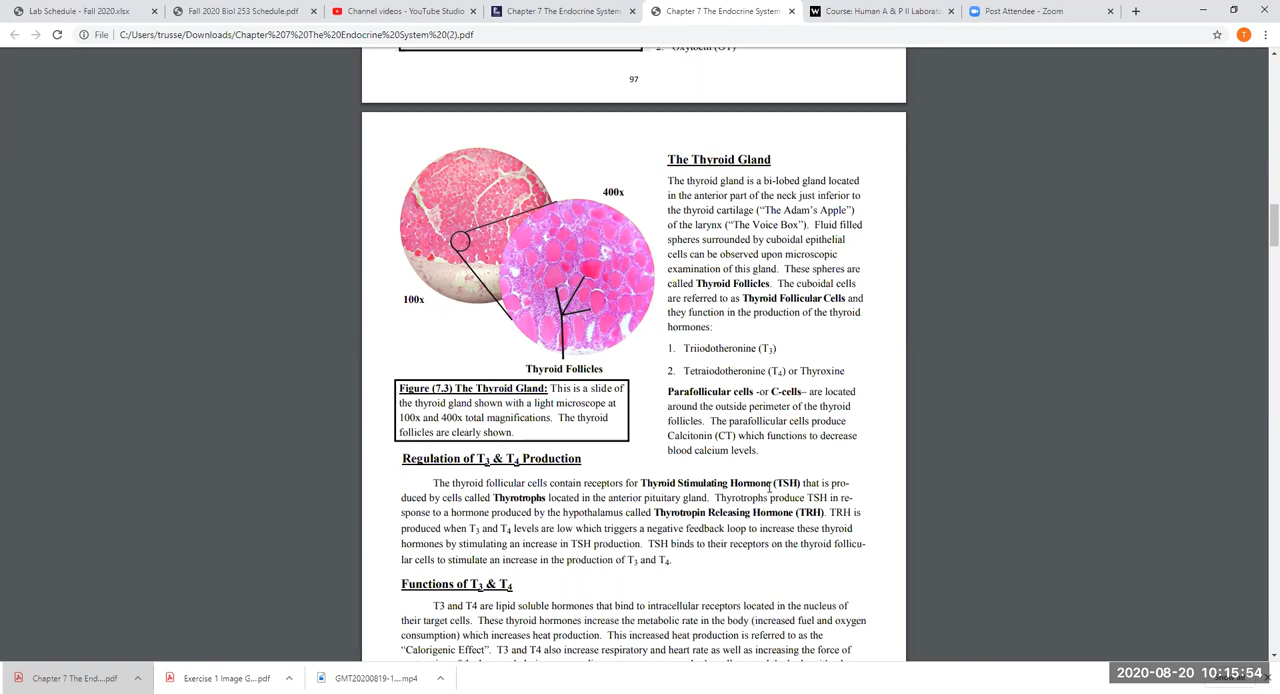 Lab Schedule - Fall 2020.xlsx
Fall 2020 Biol 253 Schedule.pdf
Channel videos - YouTube Studio
Chapter 7 The Endocrine System
Chapter 7 The Endocrine System
Course: Human A & P II Laborat
Post Attendee - Zoom
File
C:/Users/trusse/Downloads/Chapter%207%20The%20Endocrine%20System%20(2).pdf
T
2. Oxytocin (OT)
97
400x
100x
Thyroid Follicles
Figure (7.3) The Thyroid Gland: This is a slide of
the thyroid gland shown with a light microscope at
100x and 400x total magnifications. The thyroid
follicles are clearly shown.
The Thyroid Gland
The thyroid gland is a bi-lobed gland located
in the anterior part of the neck just inferior to
the thyroid cartilage (“The Adam’s Apple”)
of the larynx (“The Voice Box”). Fluid filled
spheres surrounded by cuboidal epithelial
cells can be observed upon microscopic
examination of this gland. These spheres are
called Thyroid Follicles. The cuboidal cells
are referred to as Thyroid Follicular Cells and
they function in the production of the thyroid
hormones:
1. Triiodotheronine (T3)
2. Tetraiodotheronine (T4) or Thyroxine
Parafollicular cells -or C-cells– are located
around the outside perimeter of the thyroid
follicles. The parafollicular cells produce
Calcitonin (CT) which functions to decrease
blood calcium levels.
Regulation of T3 & T4 Production
The thyroid follicular cells contain receptors for Thyroid Stimulating Hormone (TSH) that is pro-
duced by cells called Thyrotrophs located in the anterior pituitary gland. Thyrotrophs produce TSH in re-
sponse to a hormone produced by the hypothalamus called Thyrotropin Releasing Hormone (TRH). TRH is
produced when T3 and T4 levels are low which triggers a negative feedback loop to increase these thyroid
hormones by stimulating an increase in TSH production. TSH binds to their receptors on the thyroid follicu-
lar cells to stimulate an increase in the production of T3 and T4.
Functions of T3 & T4
T3 and T4 are lipid soluble hormones that bind to intracellular receptors located in the nucleus of
their target cells. These thyroid hormones increase the metabolic rate in the body (increased fuel and oxygen
consumption) which increases heat production. This increased heat production is referred to as the
“Calorigenic Effect”. T3 and T4 also increase respiratory and heart rate as well as increasing the force of
Chapter 7 The End....pdf
Exercise 1 Image G....pdf
GMT20200819-1....mp4
2020-08-20 10:15:54